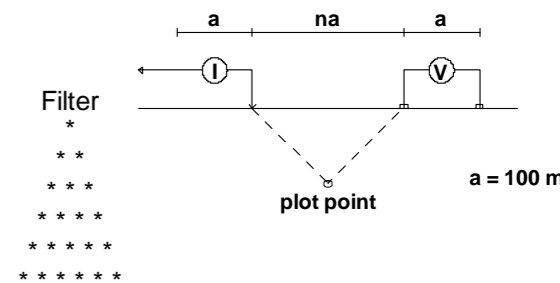 a na a
I V
Filter
*
* *
* * *
* * * *
* * * * *
* * * * * *
a = 100 m
plot point